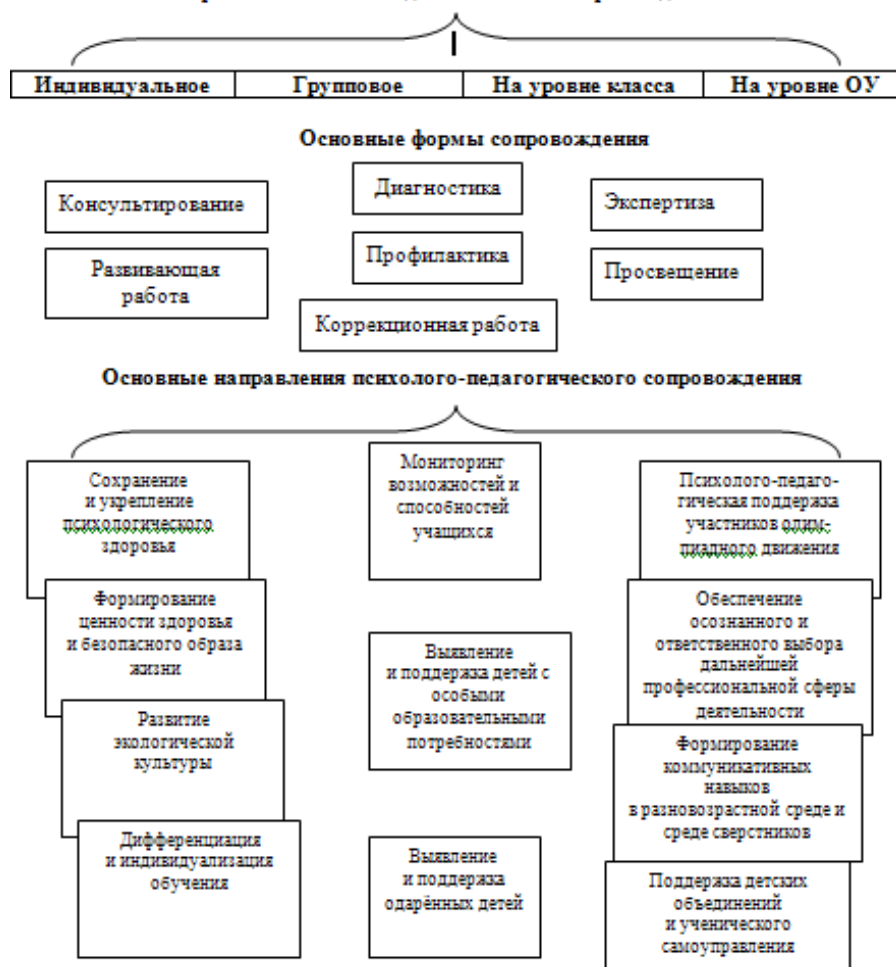 Индивидуальное Групповое На уровне класса На уровне ОУ
Основные формы сопровождения
Консультирование
Диагностика
Экспертиза
Развивающая
работа
Профилактика
Просвещение
Коррекционная работа
Основные направления психолого-педагогического сопровождения
Сохранение
и укрепление
психологического
здоровья
Мониторинг
возможностей и
способностей
учащихся
Психолого-педаго-
гическая поддержка
участников олим-
пиадного движения
Формирование
ценности здоровья
и безопасного образа
жизни
Выявление
и поддержка детей с
особыми
образовательными
потребностями
Обеспечение
осознанного и
ответственного выбора
дальнейшей
профессиональной сферы
деятельности
Развитие
экологической
культуры
Формирование
коммуникативных
навыков
в разновозрастной среде и
среде сверстников
Дифференциация
и индивидуализация
обучения
Выявление
и поддержка
одарённых детей
Поддержка детских
объединений
и ученического
самоуправления